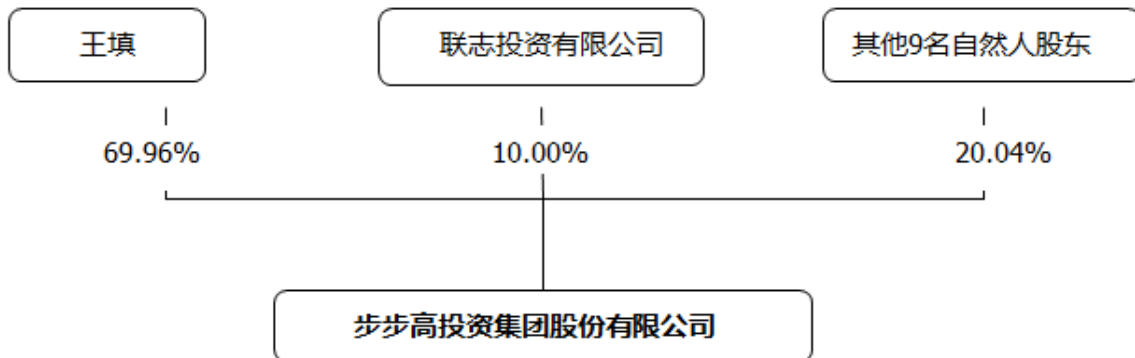 王填
联志投资有限公司
其他9名自然人股东
69.96%
10.00%
20.04%
步步高投资集团股份有限公司